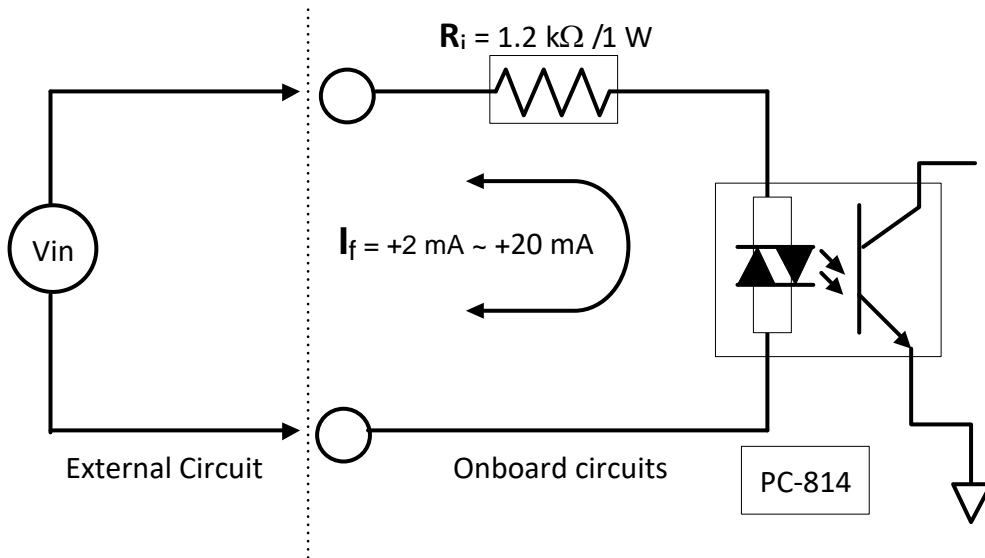 Ri = 1.2 kΩ /1 W
Vin
If = +2 mA ~ +20 mA
External Circuit
Onboard circuits
PC-814